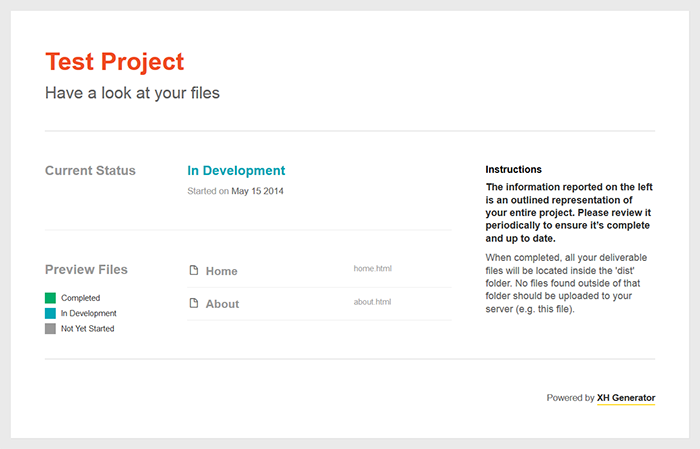 Test Project
Have a look at your files
Current Status
In Development
Started on May 15 2014
Preview Files
Completed
In Development
Not Yet Started
Home
home.html
About
about.html
Instructions
The information reported on the left
is an outlined representation of
your entire project. Please review it
periodically to ensure it's complete
and up to date.
When completed, all your deliverable
files will be located inside the 'dist'
folder. No files found outside of that
folder should be uploaded to your
server (e.g. this file).
Powered by XH Generator